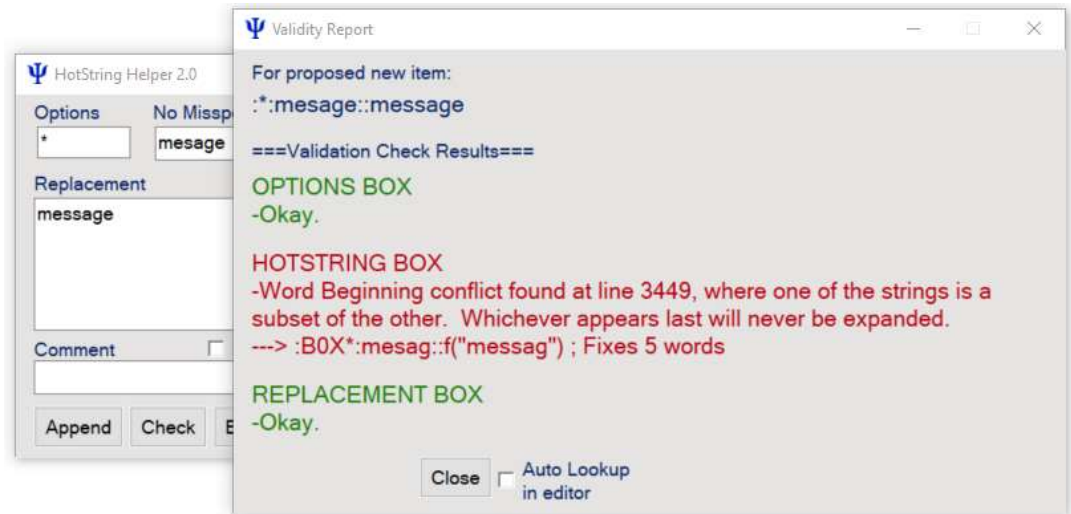 HotString Helper 2.0
Options No Misspe
* mesage
Replacement
message
Comment
Append Check
Validity Report
For proposed new item:
:*:mesage::message
===Validation Check Results===
OPTIONS BOX
-Okay.
HOTSTRING BOX
-Word Beginning conflict found at line 3449, where one of the strings is a
subset of the other. Whichever appears last will never be expanded.
---> :B0X*:mesag::f("messag") ; Fixes 5 words
REPLACEMENT BOX
-Okay.
Close Auto Lookup
in editor